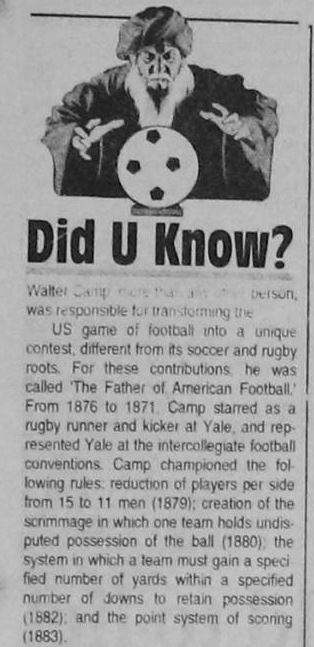 Did U Know?
Walter Camp, more than any other person,
was responsible for transforming the
US game of football into a unique
contest, different from its soccer and rugby
roots. For these contributions, he was
called 'The Father of American Football.'
From 1876 to 1871, Camp starred as a
rugby runner and kicker at Yale, and rep-
resented Yale at the intercollegiate football
conventions. Camp championed the fol-
lowing rules: reduction of players per side
from 15 to 11 men (1879); creation of the
scrimmage in which one team holds undis-
puted possession of the ball (1880); the
system in which a team must gain a speci-
fied number of yards within a specified
number of downs to retain possession
(1882); and the point system of scoring
(1883).